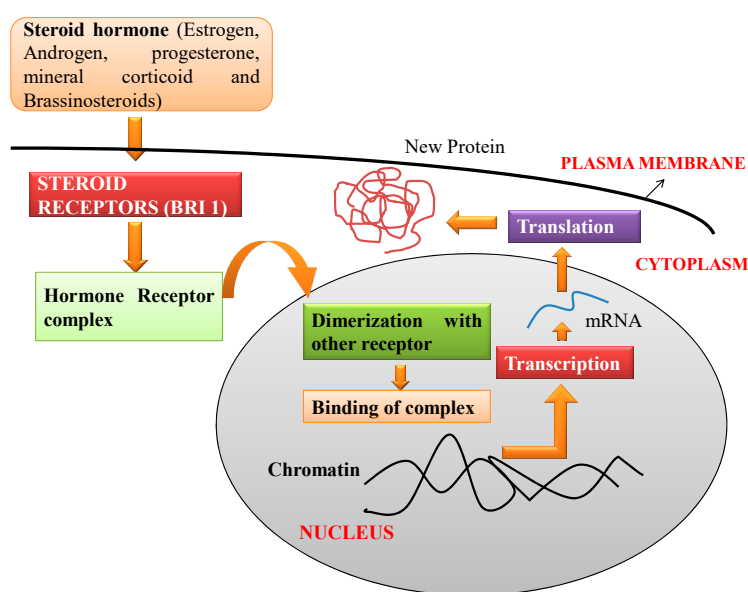 Steroid hormone (Estrogen,
Androgen, progesterone,
mineral corticoid and
Brassinosteroids)
New Protein
PLASMA MEMBRANE
STEROID
RECEPTORS (BRI 1)
Translation
CYTOPLASM
Hormone Receptor
complex
Dimerization with
other receptor
mRNA
Transcription
Binding of complex
Chromatin
NUCLEUS